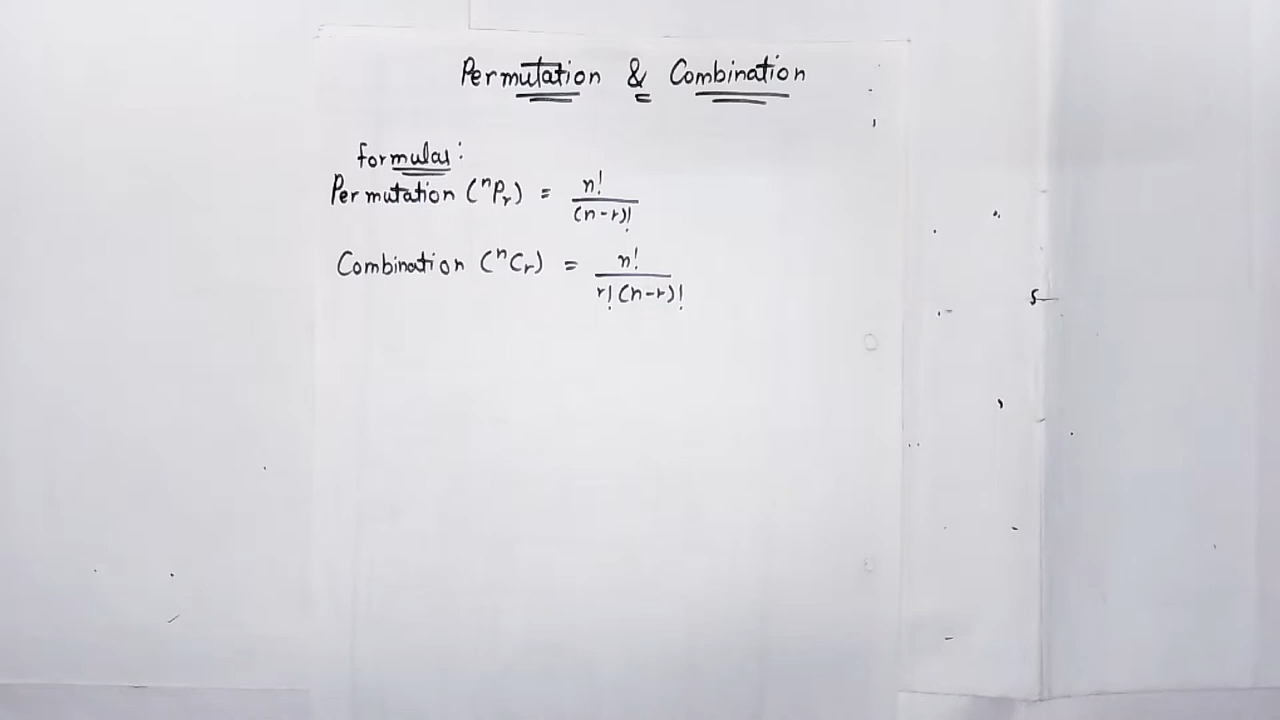 Permutation & Combination
formulas:
Permutation (ⁿPᵣ) = n! / (n-r)!
Combination (ⁿCᵣ) = n! / r!(n-r)!